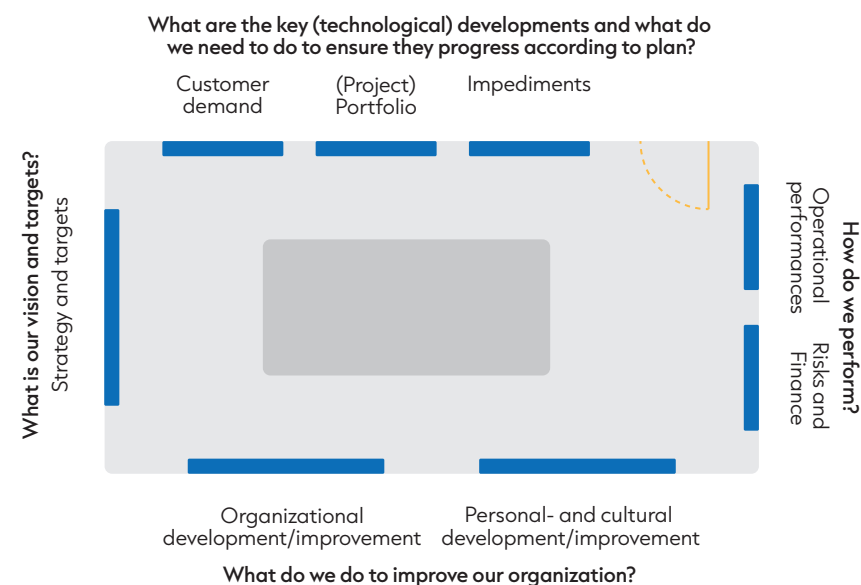 What are the key (technological) developments and what do
we need to do to ensure they progress according to plan?
Customer
demand
(Project)
Portfolio
Impediments
What is our vision and targets?
Strategy and targets
How do we perform?
Operational
performances
Risks and
Finance
Organizational
development/improvement
Personal- and cultural
development/improvement
What do we do to improve our organization?